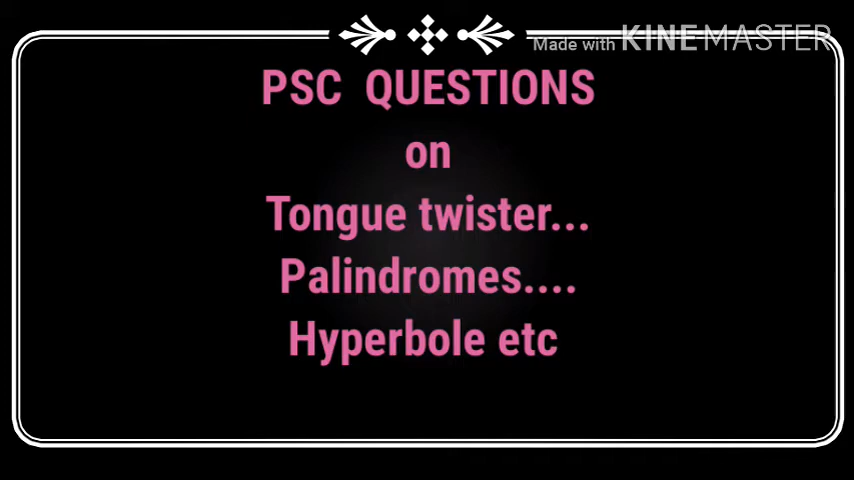 Made with KINEMASTER
PSC QUESTIONS
on
Tongue twister...
Palindromes....
Hyperbole etc